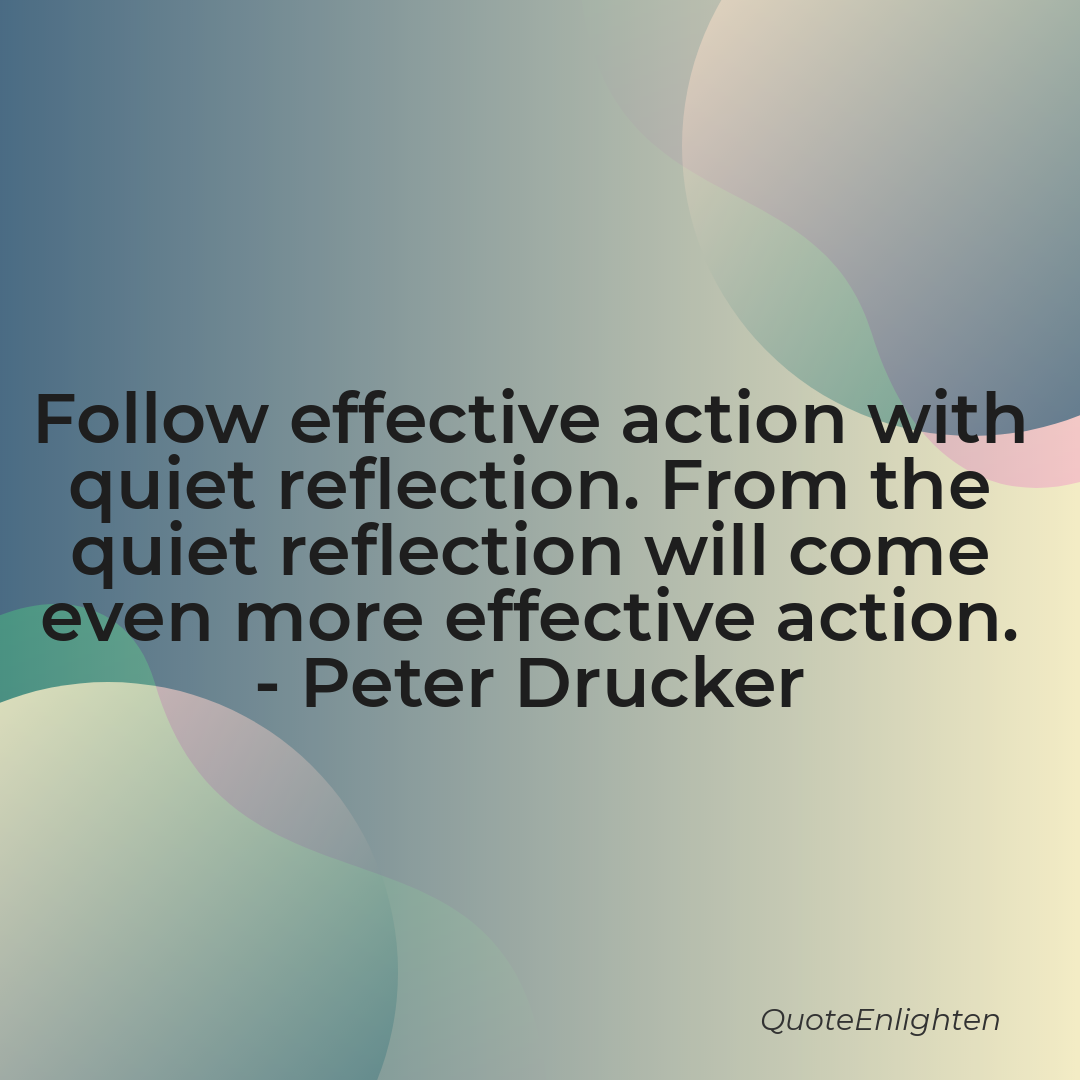 Follow effective action with
quiet reflection. From the
quiet reflection will come
even more effective action.
- Peter Drucker
QuoteEnlighten